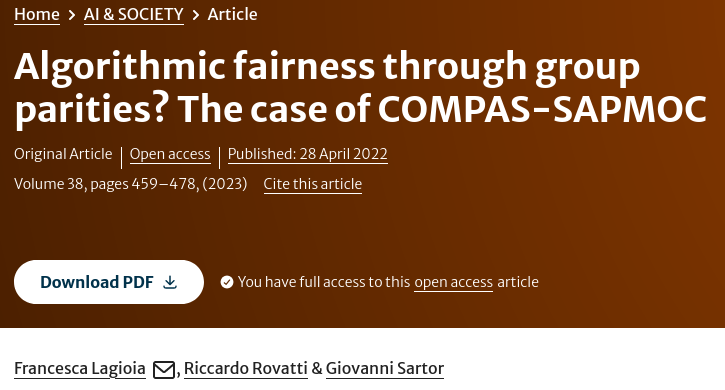 Home > AI & SOCIETY > Article
Algorithmic fairness through group
parities? The case of COMPAS-SAPMOC
Original Article | Open access | Published: 28 April 2022
Volume 38, pages 459–478, (2023) Cite this article
Download PDF You have full access to this open access article
Francesca Lagioia, Riccardo Rovatti & Giovanni Sartor